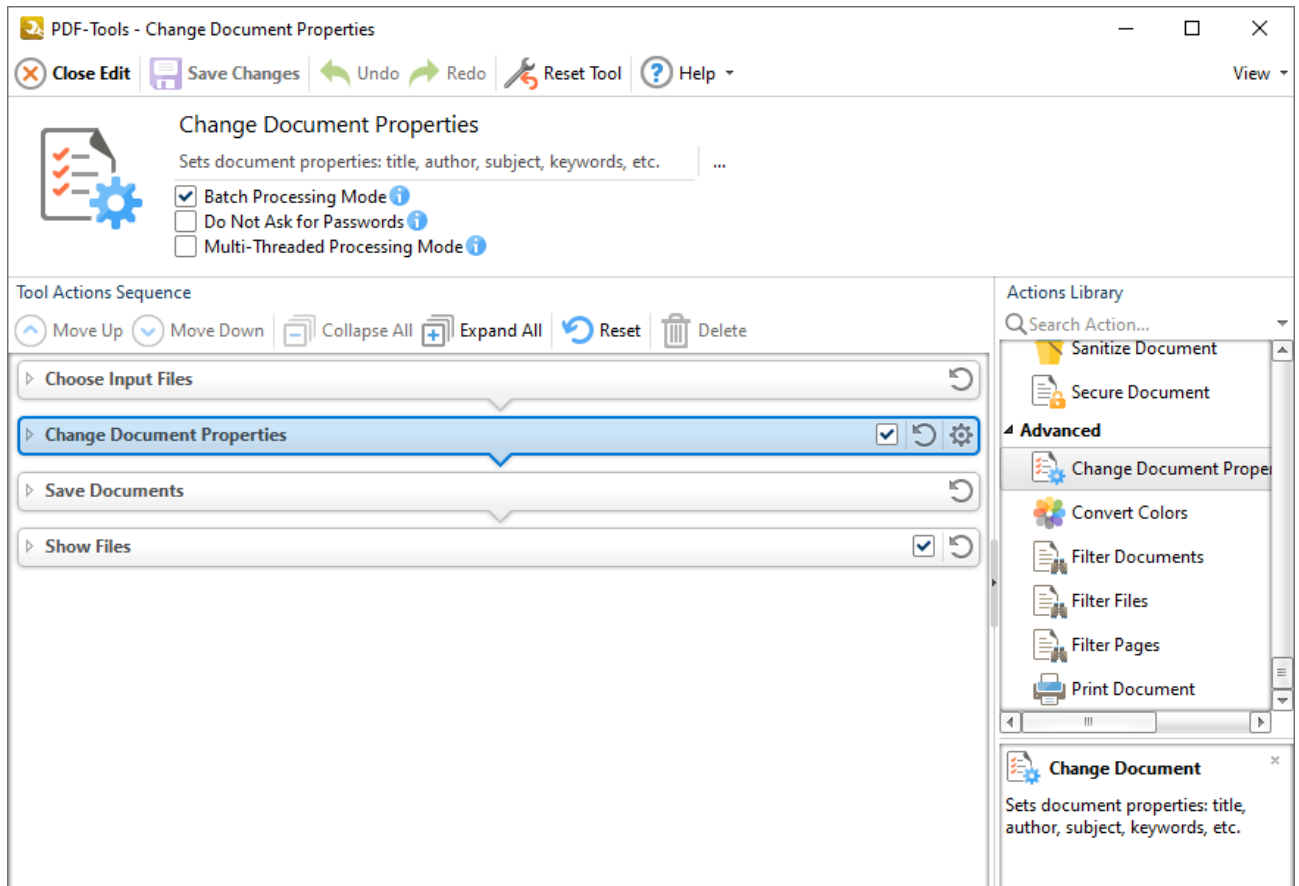 PDF-Tools - Change Document Properties
Close Edit Save Changes Undo Redo Reset Tool Help View
Change Document Properties
Sets document properties: title, author, subject, keywords, etc. ...
Batch Processing Mode
Do Not Ask for Passwords
Multi-Threaded Processing Mode
Tool Actions Sequence
Move Up Move Down Collapse All Expand All Reset Delete
Choose Input Files
Change Document Properties
Save Documents
Show Files
Actions Library
Search Action...
Sanitize Document
Secure Document
Advanced
Change Document Proper
Convert Colors
Filter Documents
Filter Files
Filter Pages
Print Document
Change Document
Sets document properties: title,
author, subject, keywords, etc.